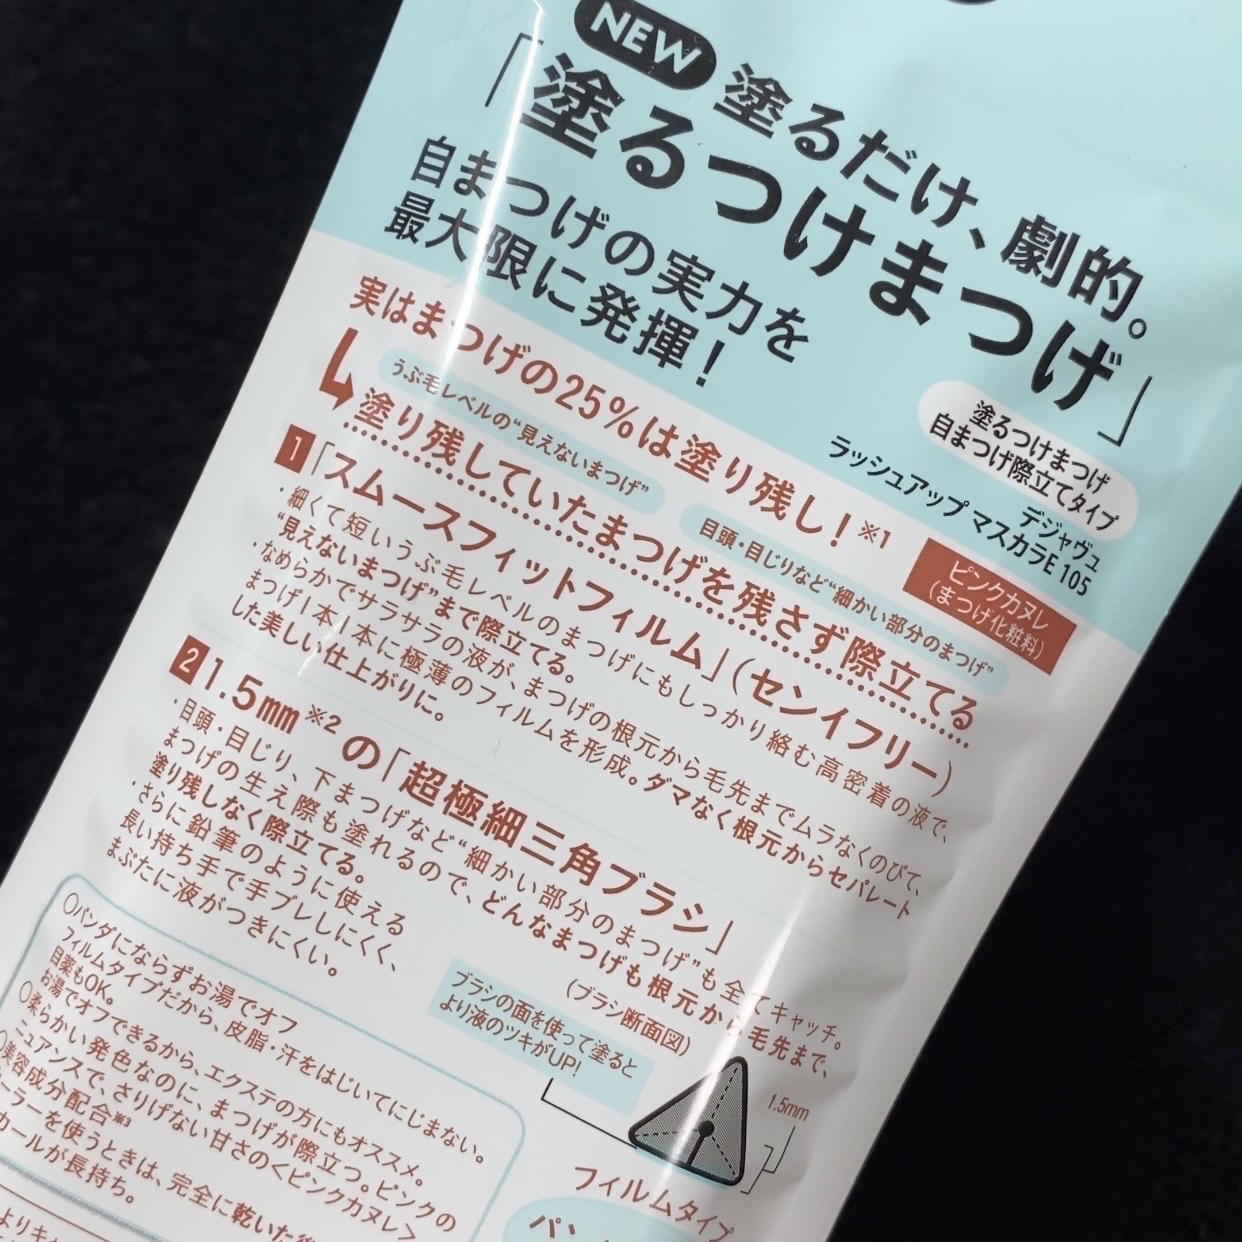 NEW 塗るだけ、劇的。
「塗るつけまつげ」
自まつげの実力を
最大限に発揮!
塗るつけまつげ
自まつげ際立てタイプ
デジャヴュ
ラッシュアップ マスカラE 105
ピンクカヌレ
(まつげ化粧料)
実はまつげの25%は塗り残し!※1
うぶ毛レベルの“見えないまつげ”
目頭・目じりなど“細かい部分のまつげ”
塗り残していたまつげを残さず際立てる
1 「スムースフィットフィルム」(センイフリー)
・細くて短いうぶ毛レベルのまつげにもしっかり絡む高密着の液で、
“見えないまつげ”まで際立てる。
・なめらかでサラサラの液が、まつげの根元から毛先までムラなくのびて、
まつげ1本1本に極薄のフィルムを形成。ダマなく根元からセパレート
した美しい仕上がりに。
2 1.5㎜※2の「超極細三角ブラシ」
・目頭・目じり、下まつげなど“細かい部分のまつげ”も全てキャッチ。
まつげの生え際も塗れるので、どんなまつげも根元から毛先まで、
塗り残しなく際立てる。
・さらに鉛筆のように使える
長い持ち手で手ブレしにくく、
まぶたに液がつきにくい。
(ブラシ断面図)
ブラシの面を使って塗ると
より液のツキがUP!
1.5mm
〇パンダにならずお湯でオフ
フィルムタイプだから、皮脂・汗をはじいてにじまない。
目薬もOK。
お湯でオフできるから、エクステの方にもオススメ。
〇柔らかい発色なのに、まつげが際立つ。ピンクの
ニュアンスで、さりげない甘さの<ピンクカヌレ>
〇美容成分配合※3
ーラーを使うときは、完全に乾いた後
カールが長持ち。
フィルムタイプ
パン
よりキ